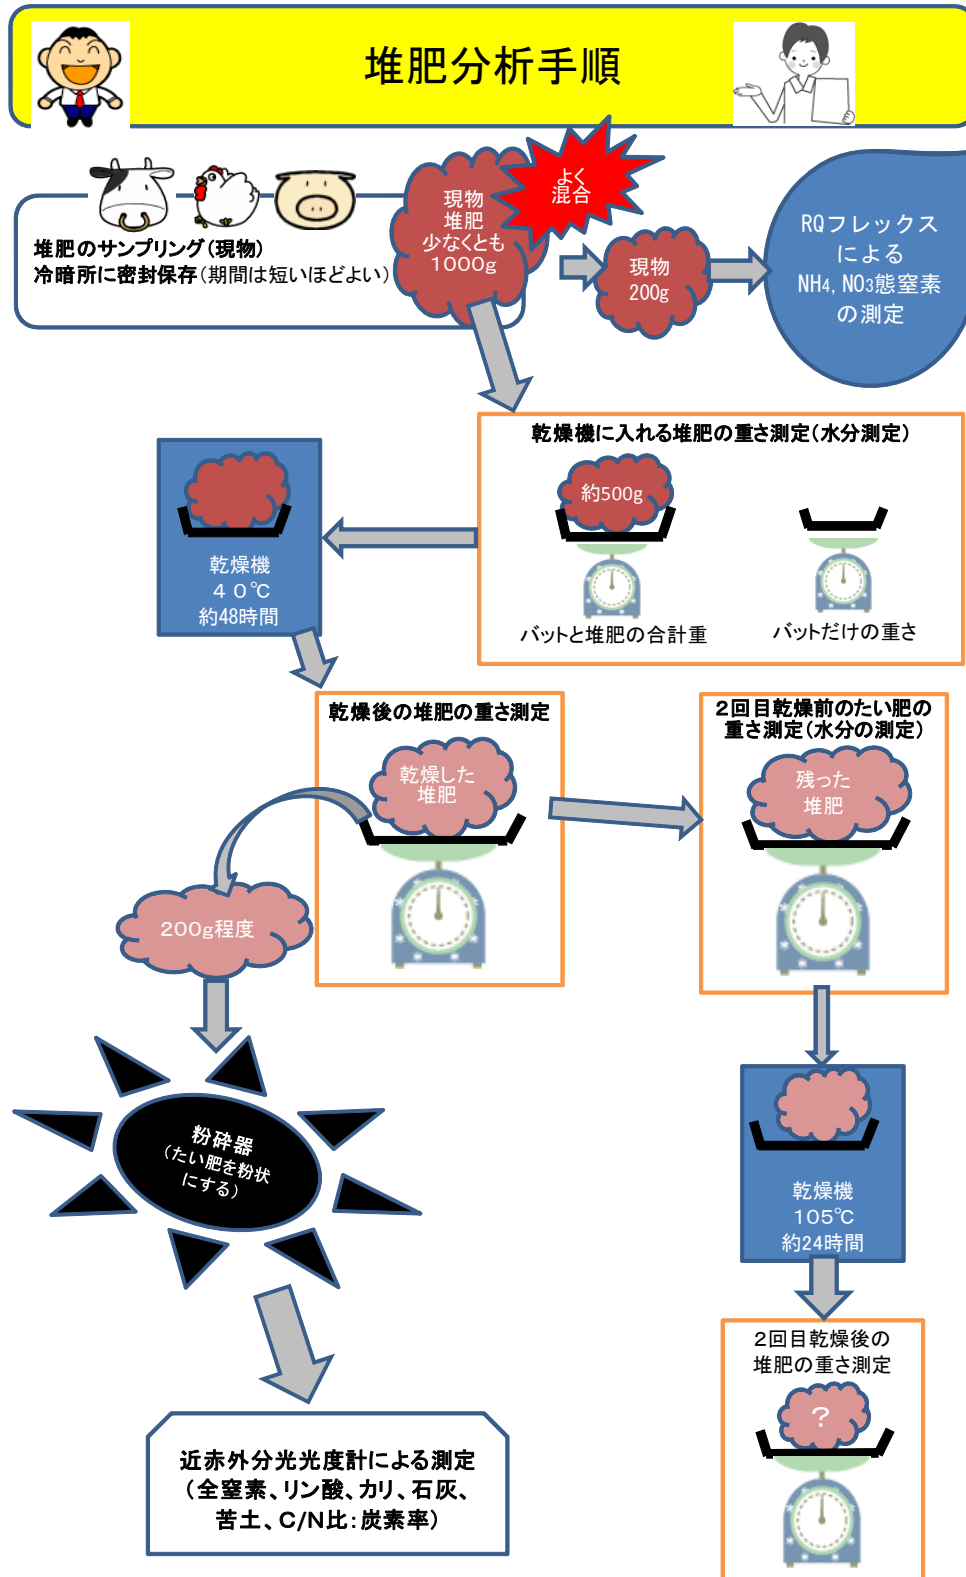 堆肥分析手順
堆肥のサンプリング(現物)
冷暗所に密封保存(期間は短いほどよい)
現物
堆肥
少なくとも
1000g
よく
混合
現物
200g
RQフレックス
による
NH₄, NO₃態窒素
の測定
乾燥機に入れる堆肥の重さ測定(水分測定)
約500g
バットと堆肥の合計重
バットだけの重さ
乾燥機
４０℃
約48時間
乾燥後の堆肥の重さ測定
乾燥した
堆肥
200g程度
２回目乾燥前のたい肥の
重さ測定(水分の測定)
残った
堆肥
粉砕器
(たい肥を粉状
にする)
乾燥機
105℃
約24時間
2回目乾燥後の
堆肥の重さ測定
？
近赤外分光光度計による測定
(全窒素、リン酸、カリ、石灰、
苦土、C/N比:炭素率)